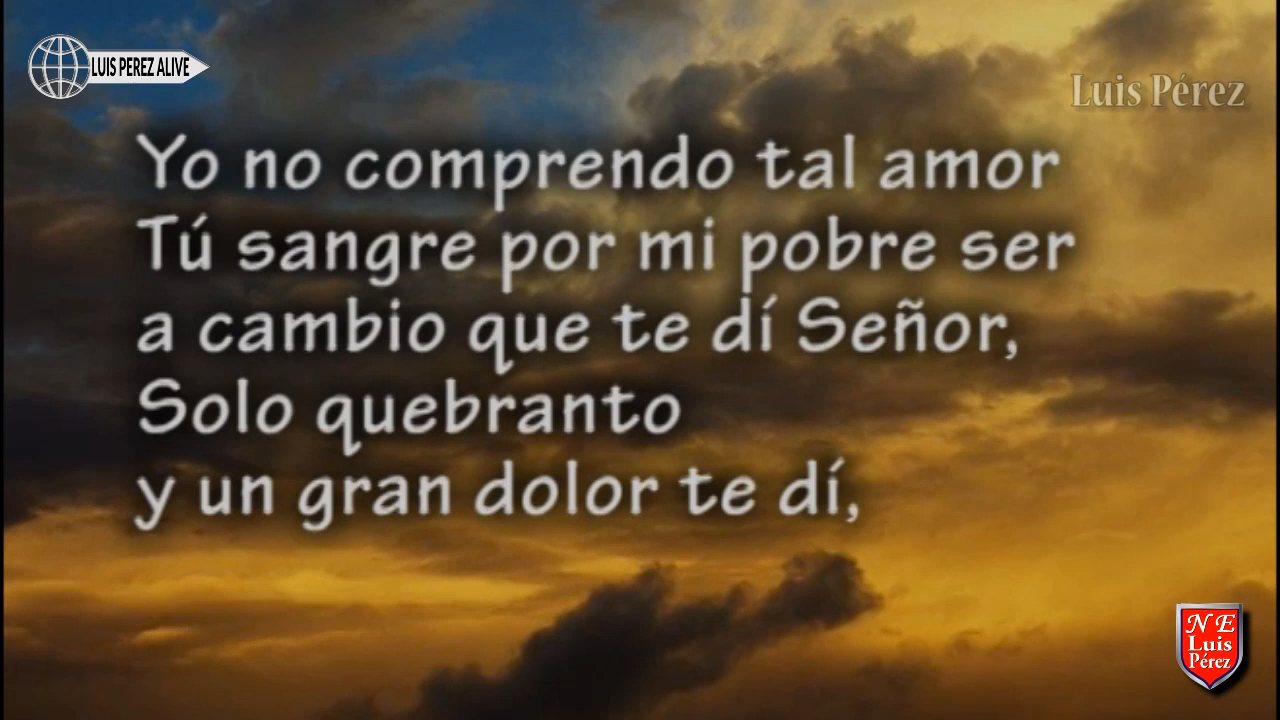 LUIS PEREZ ALIVE
Luis Pérez
Yo no comprendo tal amor
Tú sangre por mi pobre ser
a cambio que te dí Señor,
Solo quebranto
y un gran dolor te dí,
N E
Luis
Pérez